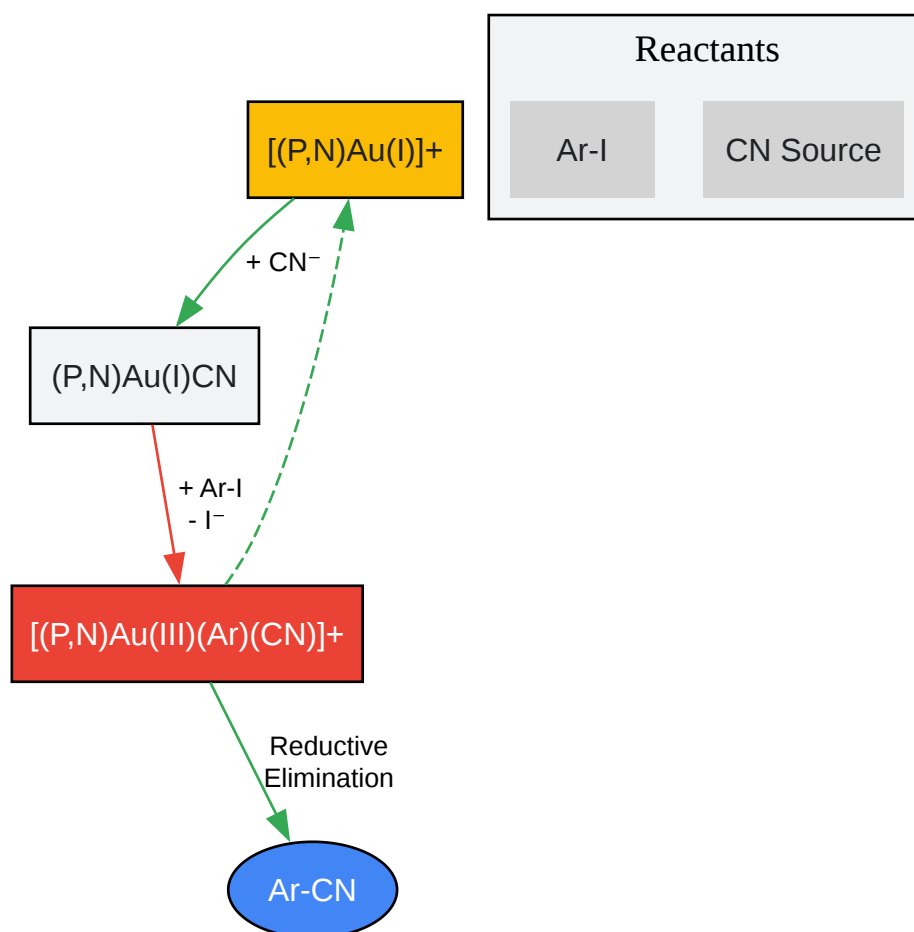 Reactants
Ar-I
CN Source
[(P,N)Au(I)]+
+ CN⁻
(P,N)Au(I)CN
+ Ar-I
- I⁻
[(P,N)Au(III)(Ar)(CN)]+
Reductive
Elimination
Ar-CN